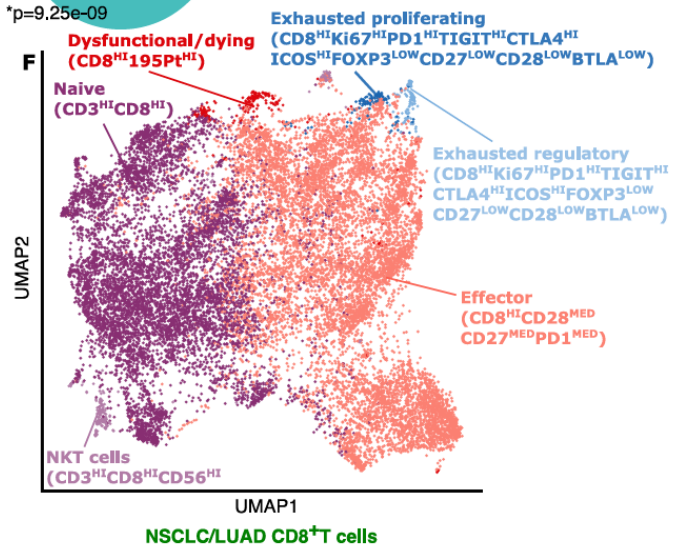 *p=9.25e-09
F
Dysfunctional/dying
(CD8ᴴᴵ195Ptᴴᴵ)
Exhausted proliferating
(CD8ᴴᴵKi67ᴴᴵPD1ᴴᴵTIGITᴴᴵCTLA4ᴴᴵ
ICOSᴴᴵFOXP3ᴸᴼᵂCD27ᴸᴼᵂCD28ᴸᴼᵂBTLAᴸᴼᵂ)
Naive
(CD3ᴴᴵCD8ᴴᴵ)
Exhausted regulatory
(CD8ᴴᴵKi67ᴴᴵPD1ᴴᴵTIGITᴴᴵ
CTLA4ᴴᴵICOSᴴᴵFOXP3ᴸᴼᵂ
CD27ᴸᴼᵂCD28ᴸᴼᵂBTLAᴸᴼᵂ)
Effector
(CD8ᴴᴵCD28ᴹᴱᴰ
CD27ᴹᴱᴰPD1ᴹᴱᴰ)
NKT cells
(CD3ᴴᴵCD8ᴴᴵCD56ᴴᴵ
UMAP2
UMAP1
NSCLC/LUAD CD8⁺T cells